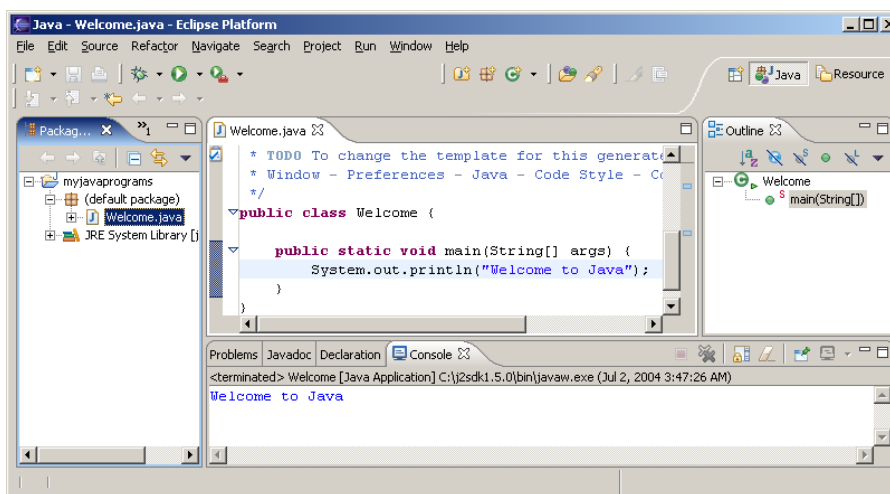 Java - Welcome.java - Eclipse Platform
File Edit Source Refactor Navigate Search Project Run Window Help
Java Resource
Packag... »1
myjavaprograms
(default package)
Welcome.java
JRE System Library [j
Welcome.java
* TODO To change the template for this generate
* Window - Preferences - Java - Code Style - Co
*/
public class Welcome {
public static void main(String[] args) {
System.out.println("Welcome to Java");
}
}
Outline
Welcome
main(String[])
Problems Javadoc Declaration Console
<terminated> Welcome [Java Application] C:\j2sdk1.5.0\bin\javaw.exe (Jul 2, 2004 3:47:26 AM)
Welcome to Java